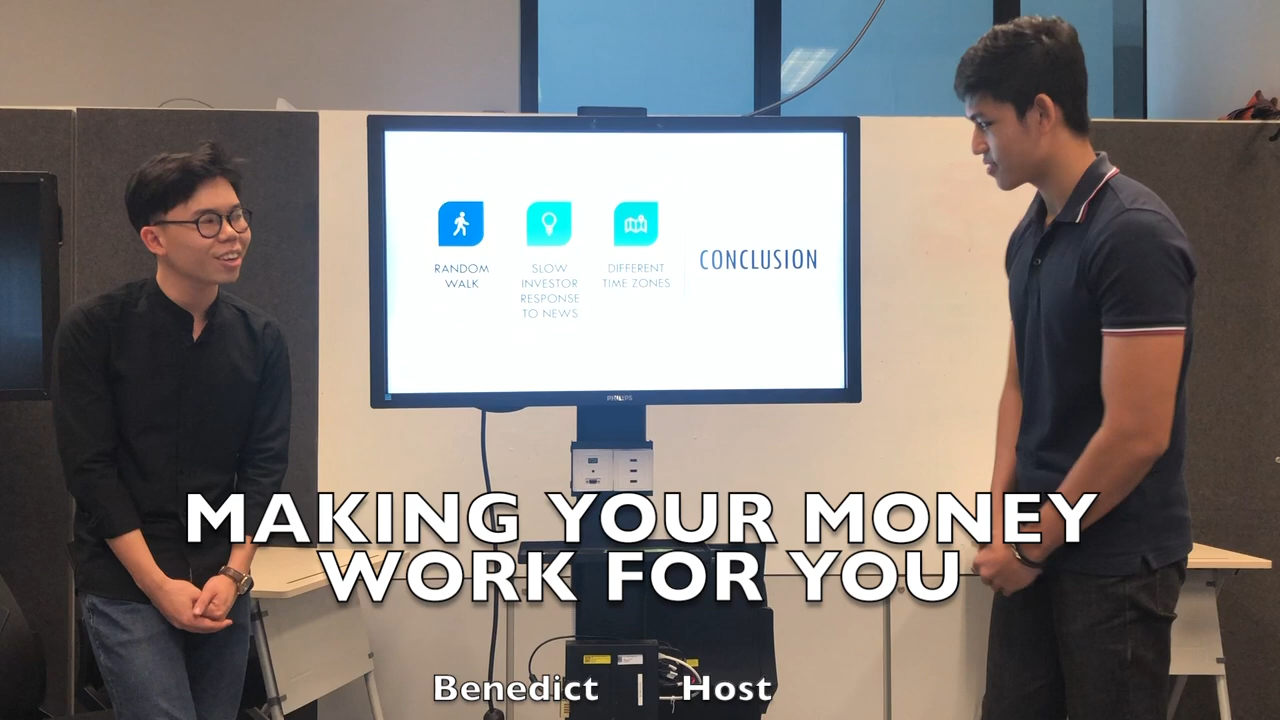 RANDOM
WALK
SLOW
INVESTOR
RESPONSE
TO NEWS
DIFFERENT
TIME ZONES
CONCLUSION
PHILIPS
MAKING YOUR MONEY
WORK FOR YOU
Benedict | Host